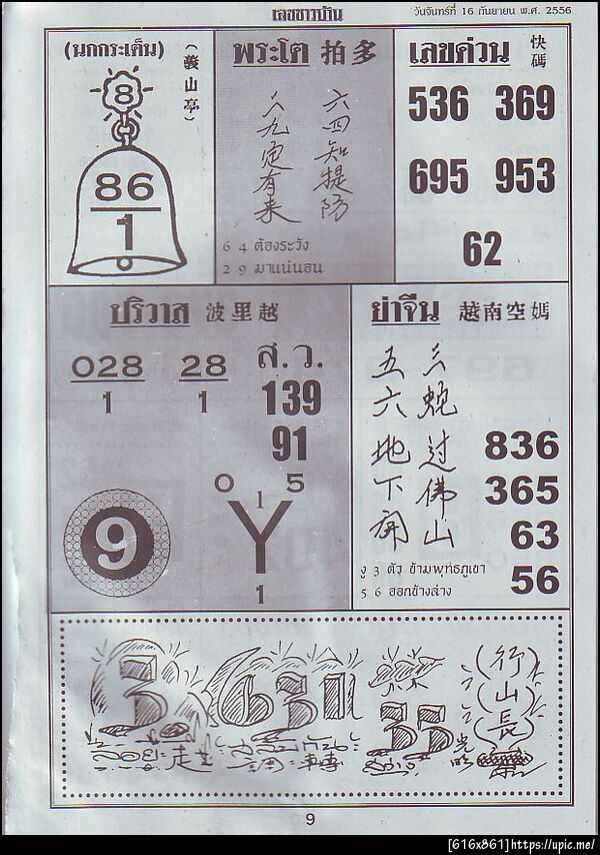 เลขชาวบ้าน
วันจันทร์ที่ 16 กันยายน พ.ศ. 2556
(นกกระเต็น)
(義山亭)
8
86
1
พระโต 拍多
六四知提防
二九定有来
6 4 ต้องระวัง
2 9 มาแน่นอน
เลขด่วน 快碼
536 369
695 953
62
ปริวาส 波里越
028 28
1 1
ส.ว.
139
91
9
0 1 5
Y
1
ย่าจีน 越南空媽
三蛇过佛山
五六地下開
836
365
63
56
งู 3 ตัว ข้ามพุทธภูเขา
5 6 ออกข้างล่าง
35
(行山長)
9
[616x861]https://upic.me/